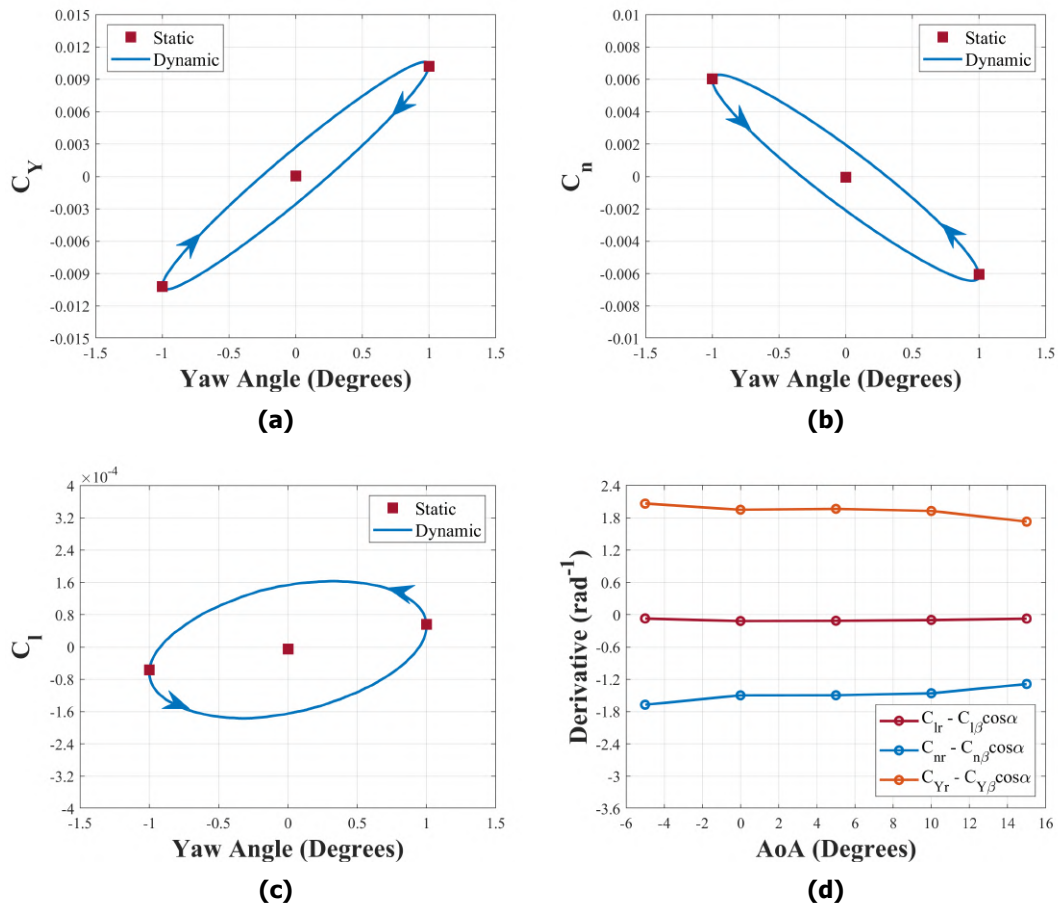 0.015
0.012
0.009
0.006
0.003
0
-0.003
-0.006
-0.009
-0.012
-0.015
C_Y
Static
Dynamic
-1.5 -1 -0.5 0 0.5 1 1.5
Yaw Angle (Degrees)
(a)
0.01
0.008
0.006
0.004
0.002
0
-0.002
-0.004
-0.006
-0.008
-0.01
C_n
Static
Dynamic
-1.5 -1 -0.5 0 0.5 1 1.5
Yaw Angle (Degrees)
(b)
×10^-4
4
3.2
2.4
1.6
0.8
0
-0.8
-1.6
-2.4
-3.2
-4
C_l
Static
Dynamic
-1.5 -1 -0.5 0 0.5 1 1.5
Yaw Angle (Degrees)
(c)
2.4
1.8
1.2
0.6
0
-0.6
-1.2
-1.8
-2.4
-3
-3.6
Derivative (rad^-1)
C_lr - C_lβcosα
C_nr - C_nβcosα
C_Yr - C_Yβcosα
-6 -4 -2 0 2 4 6 8 10 12 14 16
AoA (Degrees)
(d)